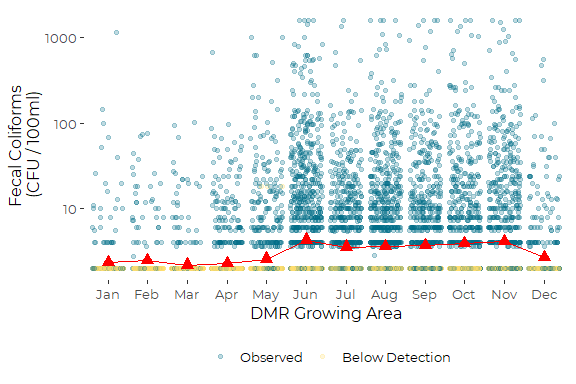 Fecal Coliforms
(CFU / 100ml)
1000
100
10
Jan Feb Mar Apr May Jun Jul Aug Sep Oct Nov Dec
DMR Growing Area
Observed Below Detection